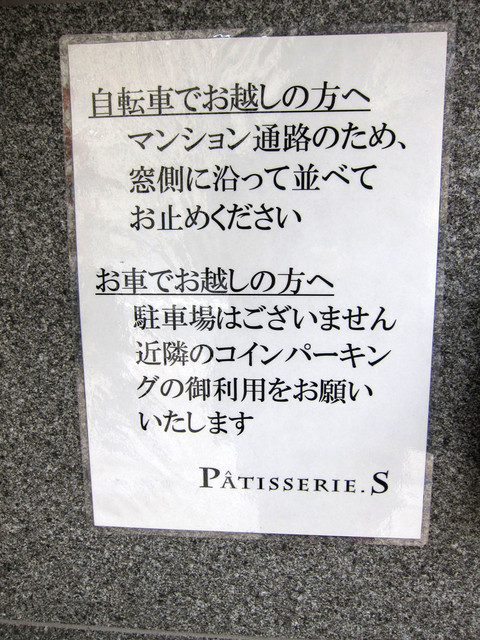 自転車でお越しの方へ
マンション通路のため、
窓側に沿って並べて
お止めください
お車でお越しの方へ
駐車場はございません
近隣のコインパーキン
グの御利用をお願い
いたします
PÂTISSERIE.S